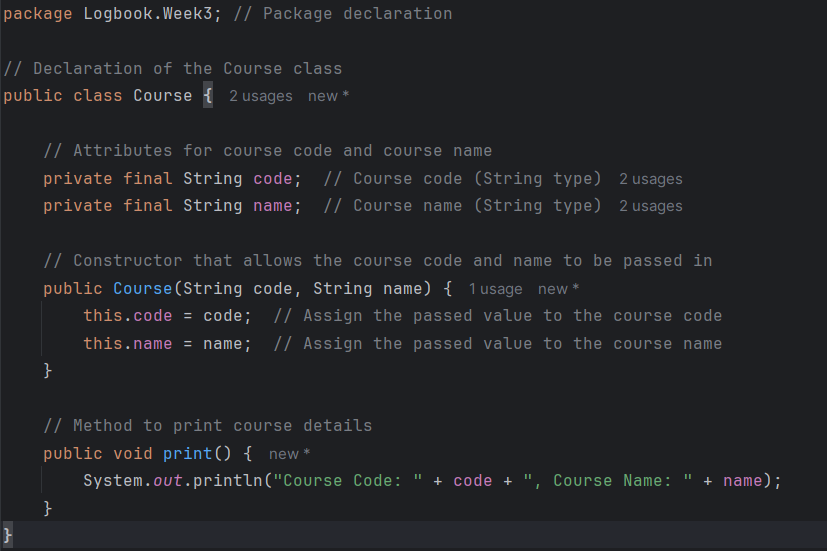 package Logbook.Week3; // Package declaration
// Declaration of the Course class
public class Course { 2 usages new *
// Attributes for course code and course name
private final String code; // Course code (String type) 2 usages
private final String name; // Course name (String type) 2 usages
// Constructor that allows the course code and name to be passed in
public Course(String code, String name) { 1 usage new *
this.code = code; // Assign the passed value to the course code
this.name = name; // Assign the passed value to the course name
}
// Method to print course details
public void print() { new *
System.out.println("Course Code: " + code + ", Course Name: " + name);
}
}